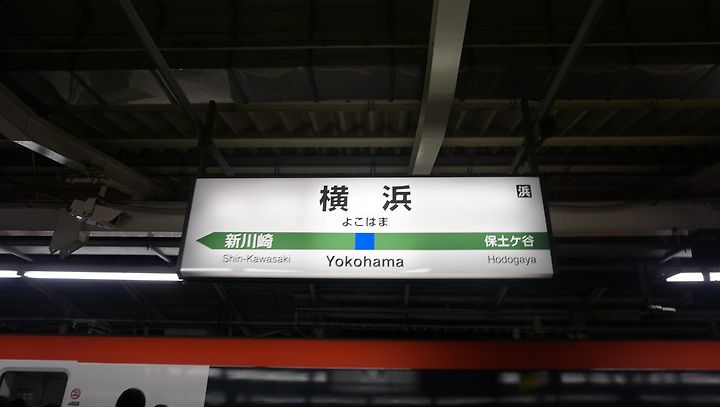 横浜
浜
よこはま
新川崎
保土ケ谷
Shin-Kawasaki
Yokohama
Hodogaya